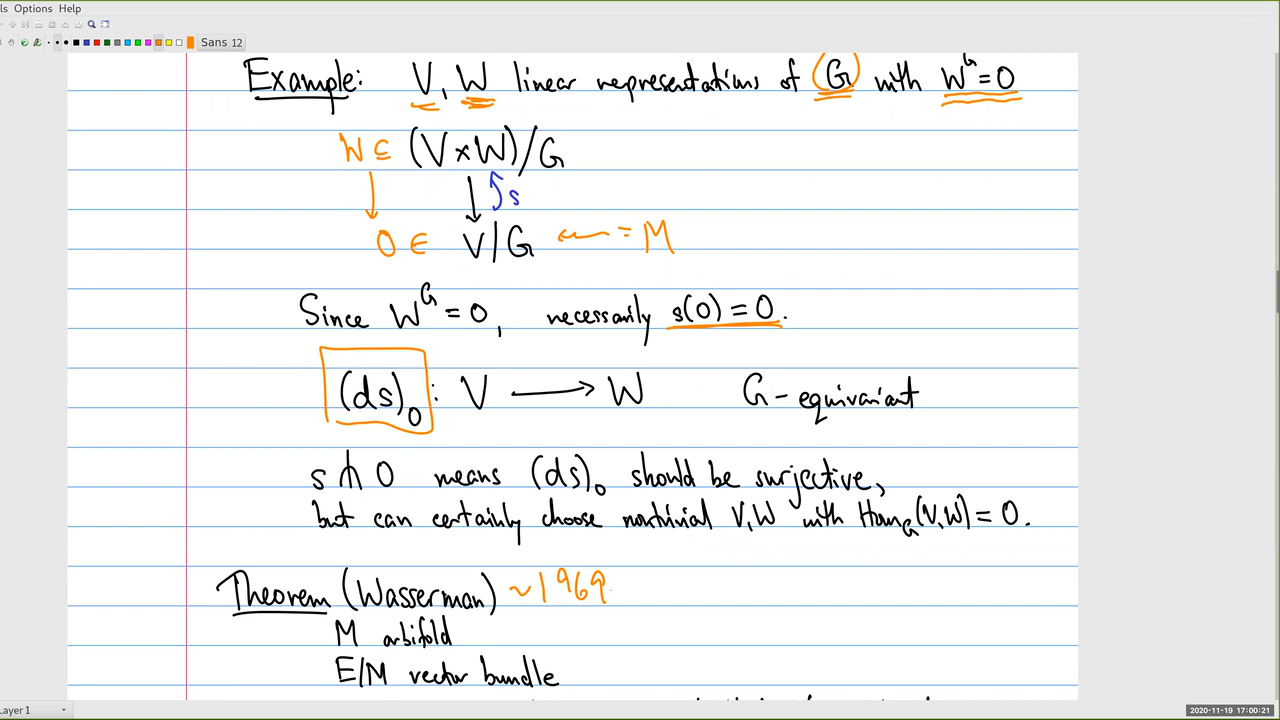 ls Options Help
Sans 12
Example: V, W linear representations of G with W^G = 0
W ⊆ (V × W)/G
s
0 ∈ V/G ← = M
Since W^G = 0, necessarily s(0) = 0.
(ds)_0 : V → W G-equivariant
s ⋔ 0 means (ds)_0 should be surjective,
but can certainly choose nontrivial V, W with Hom_G(V, W) = 0.
Theorem (Wasserman) ~1969
M orbifold
E/M vector bundle
Layer 1
2020-11-19 17:00:21